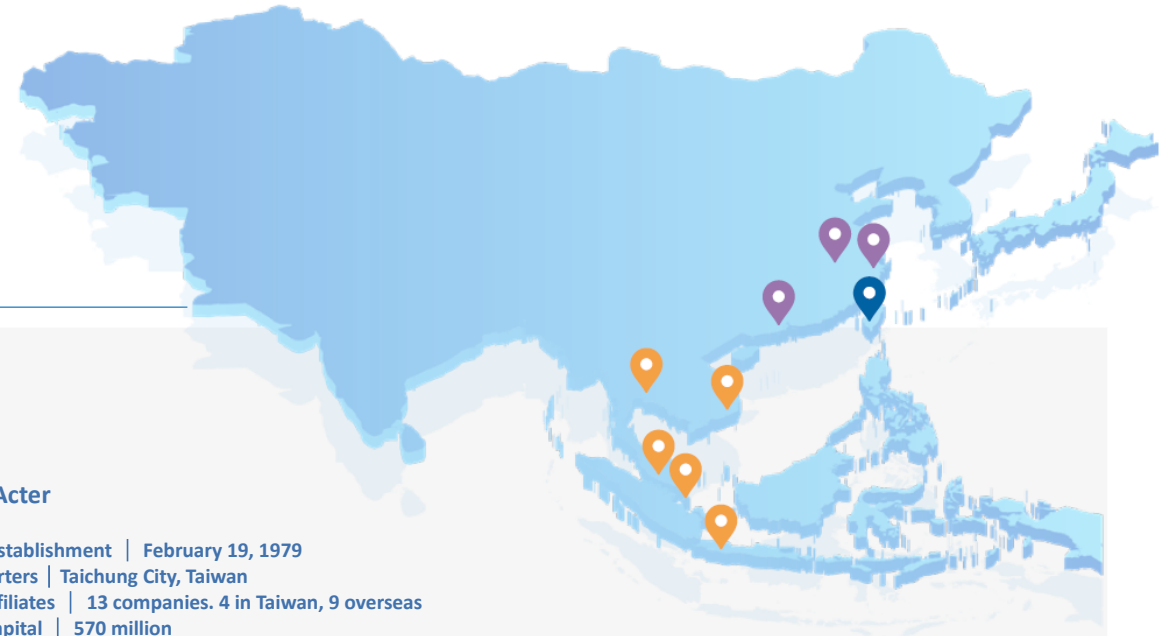 Acter
stablishment │ February 19, 1979
rters │ Taichung City, Taiwan
filiates │ 13 companies. 4 in Taiwan, 9 overseas
apital │ 570 million